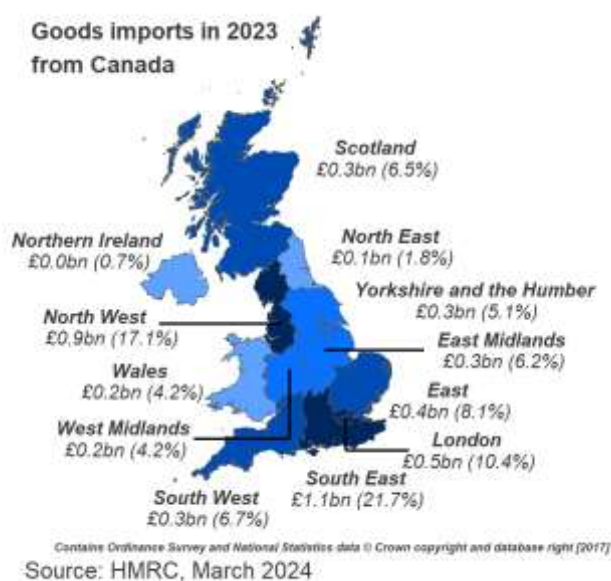 Goods imports in 2023
from Canada
Scotland
£0.3bn (6.5%)
Northern Ireland
£0.0bn (0.7%)
North East
£0.1bn (1.8%)
Yorkshire and the Humber
£0.3bn (5.1%)
North West
£0.9bn (17.1%)
East Midlands
£0.3bn (6.2%)
Wales
£0.2bn (4.2%)
East
£0.4bn (8.1%)
West Midlands
£0.2bn (4.2%)
London
£0.5bn (10.4%)
South East
£1.1bn (21.7%)
South West
£0.3bn (6.7%)
Contains Ordinance Survey and National Statistics data © Crown copyright and database right [2017]
Source: HMRC, March 2024